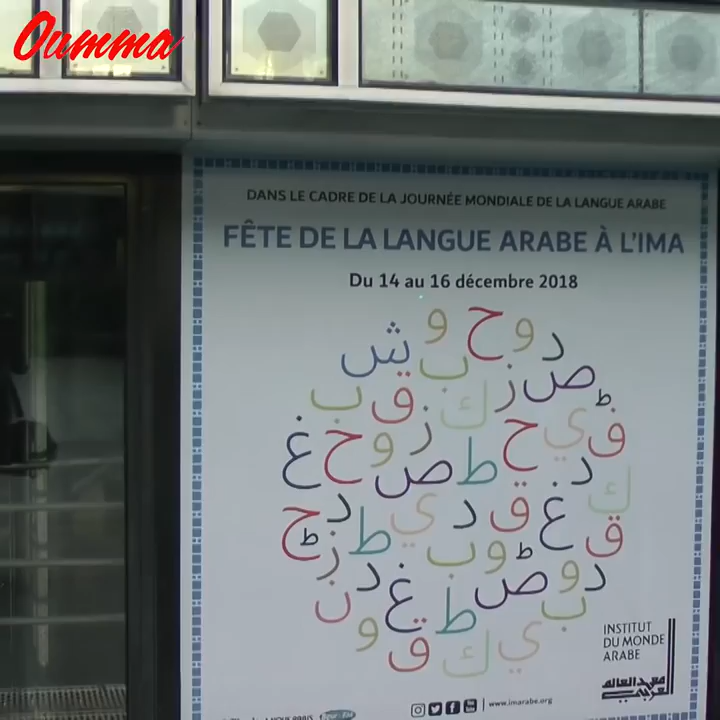 Oumma
DANS LE CADRE DE LA JOURNÉE MONDIALE DE LA LANGUE ARABE
FÊTE DE LA LANGUE ARABE À L'IMA
Du 14 au 16 décembre 2018
INSTITUT
DU MONDE
ARABE
معهد العالم
العربي
www.imarabe.org